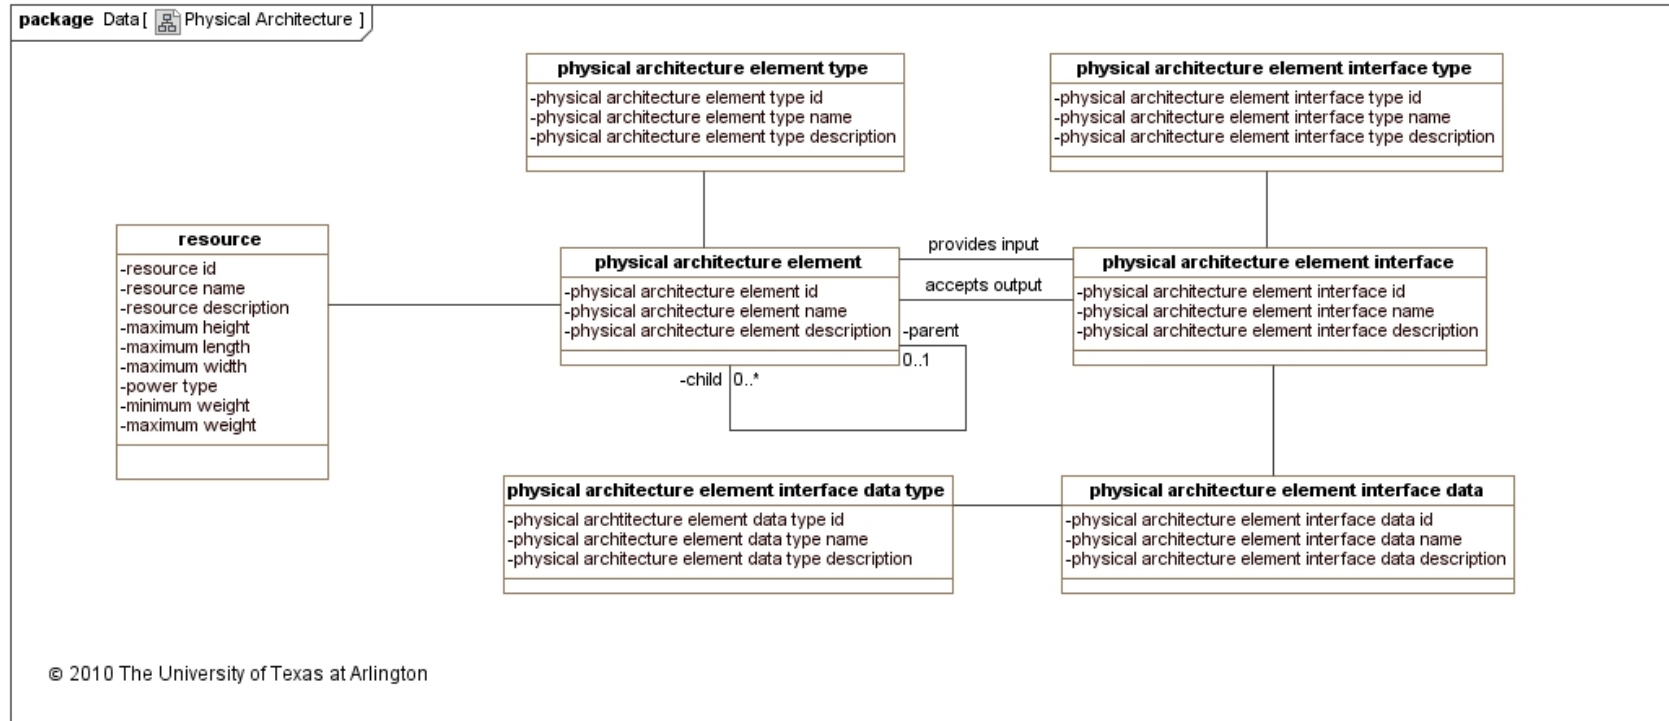 package Data [ Physical Architecture ]
physical architecture element type
-physical architecture element type id
-physical architecture element type name
-physical architecture element type description
physical architecture element interface type
-physical architecture element interface type id
-physical architecture element interface type name
-physical architecture element interface type description
resource
-resource id
-resource name
-resource description
-maximum height
-maximum length
-maximum width
-power type
-minimum weight
-maximum weight
physical architecture element
-physical architecture element id
-physical architecture element name
-physical architecture element description
provides input
accepts output
-parent
0..1
-child
0..*
physical architecture element interface
-physical architecture element interface id
-physical architecture element interface name
-physical architecture element interface description
physical architecture element interface data type
-physical archtitecture element data type id
-physical architecture element data type name
-physical architecture element data type description
physical architecture element interface data
-physical architecture element interface data id
-physical architecture element interface data name
-physical architecture element interface data description
© 2010 The University of Texas at Arlington